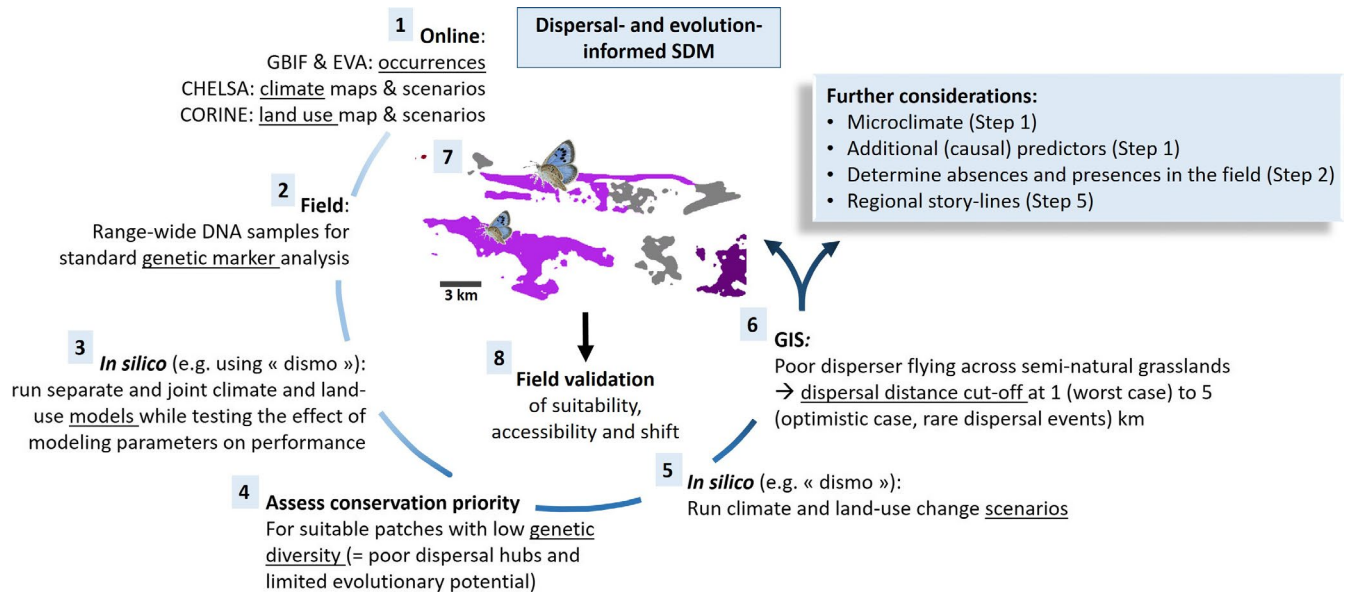 Dispersal- and evolution-
informed SDM
1
Online:
GBIF & EVA: occurrences
CHELSA: climate maps & scenarios
CORINE: land use map & scenarios
2
Field:
Range-wide DNA samples for
standard genetic marker analysis
3
In silico (e.g. using « dismo »):
run separate and joint climate and land-
use models while testing the effect of
modeling parameters on performance
4
Assess conservation priority
For suitable patches with low genetic
diversity (= poor dispersal hubs and
limited evolutionary potential)
5
In silico (e.g. « dismo »):
Run climate and land-use change scenarios
6
GIS:
Poor disperser flying across semi-natural grasslands
→ dispersal distance cut-off at 1 (worst case) to 5
(optimistic case, rare dispersal events) km
7
3 km
8
Field validation
of suitability,
accessibility and shift
Further considerations:
• Microclimate (Step 1)
• Additional (causal) predictors (Step 1)
• Determine absences and presences in the field (Step 2)
• Regional story-lines (Step 5)